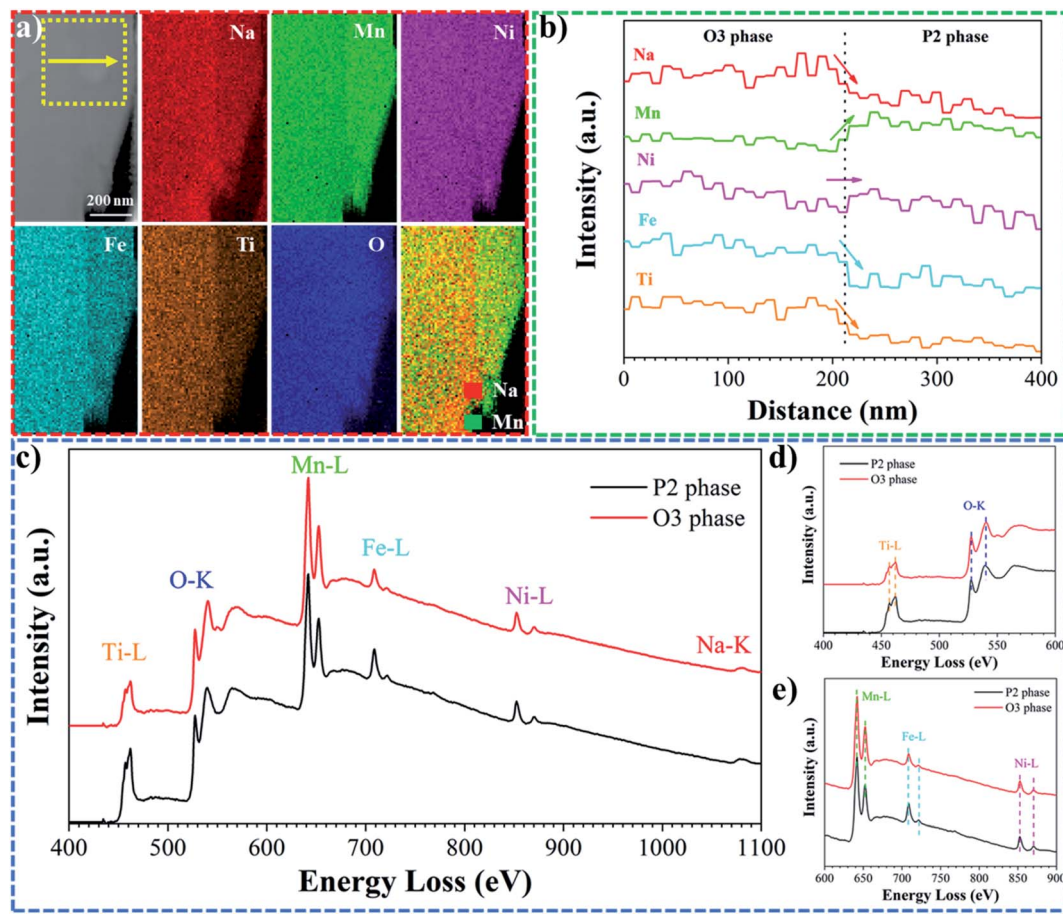 a)
Na
Mn
Ni
200 nm
Fe
Ti
O
Na
Mn
b)
O3 phase
P2 phase
Na
Mn
Ni
Fe
Ti
Intensity (a.u.)
0 100 200 300 400
Distance (nm)
c)
Mn-L
P2 phase
O3 phase
Fe-L
O-K
Ni-L
Ti-L
Na-K
Intensity (a.u.)
400 500 600 700 800 900 1000 1100
Energy Loss (eV)
d)
P2 phase
O3 phase
O-K
Ti-L
Intensity (a.u.)
400 450 500 550 600
Energy Loss (eV)
e)
P2 phase
O3 phase
Mn-L
Fe-L
Ni-L
Intensity (a.u.)
600 650 700 750 800 850 900
Energy Loss (eV)